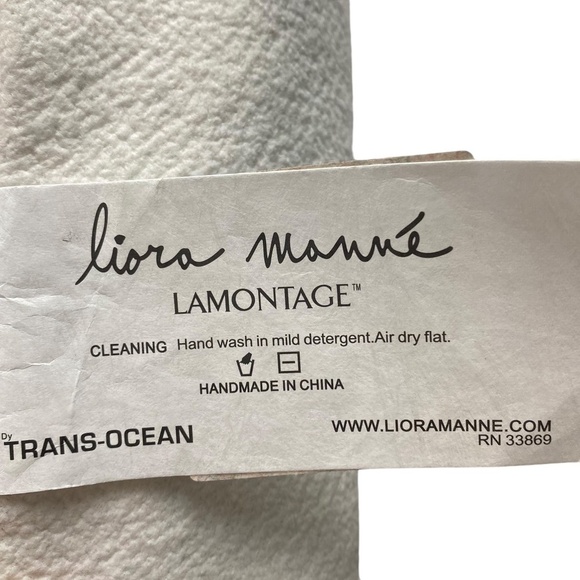 liora manné
LAMONTAGE™
CLEANING Hand wash in mild detergent.Air dry flat.
HANDMADE IN CHINA
By
TRANS-OCEAN
WWW.LIORAMANNE.COM
RN 33869